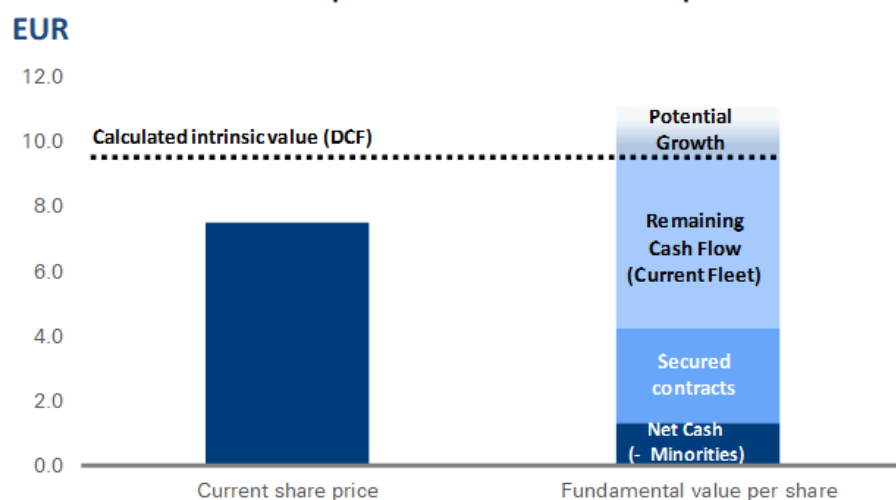 EUR
12.0
10.0
8.0
6.0
4.0
2.0
0.0
Calculated intrinsic value (DCF)
Potential
Growth
Remaining
Cash Flow
(Current Fleet)
Secured
contracts
Net Cash
(- Minorities)
Current share price
Fundamental value per share